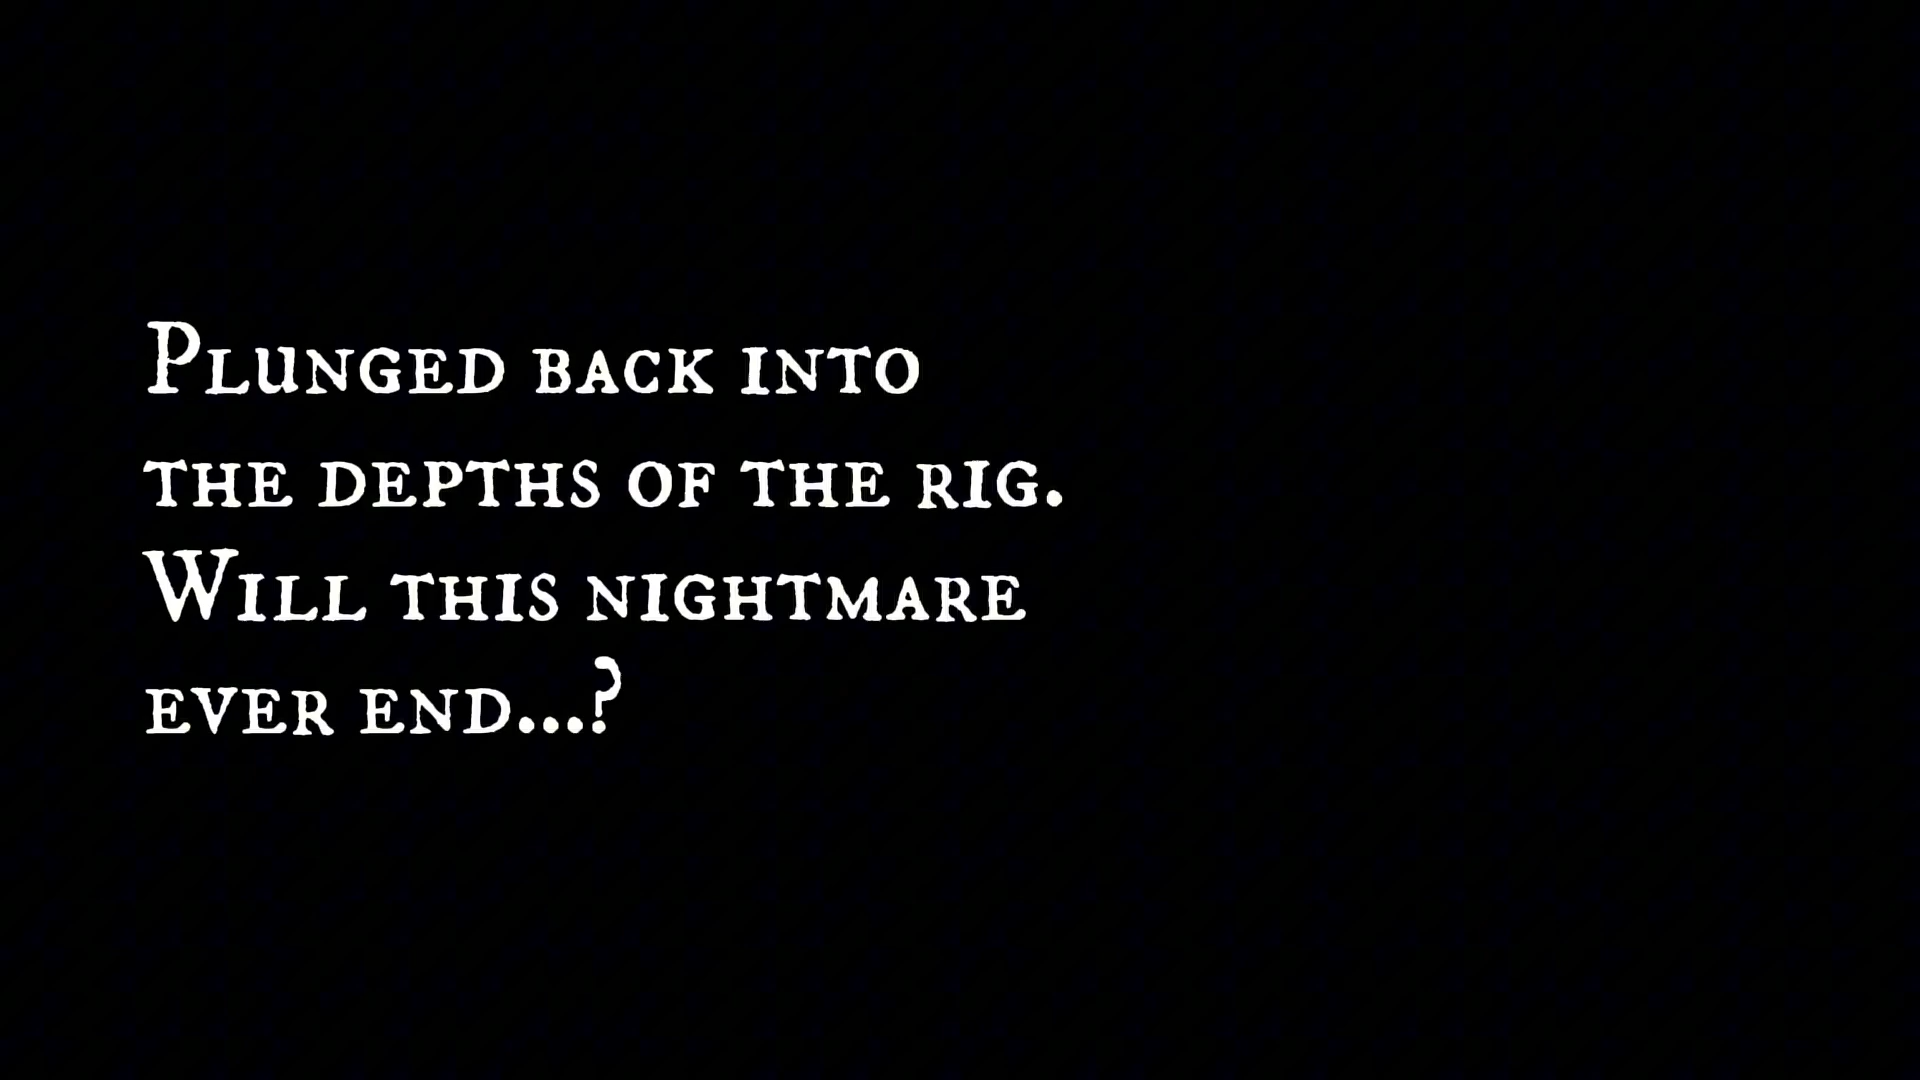 Plunged back into
the depths of the rig.
Will this nightmare
ever end...?